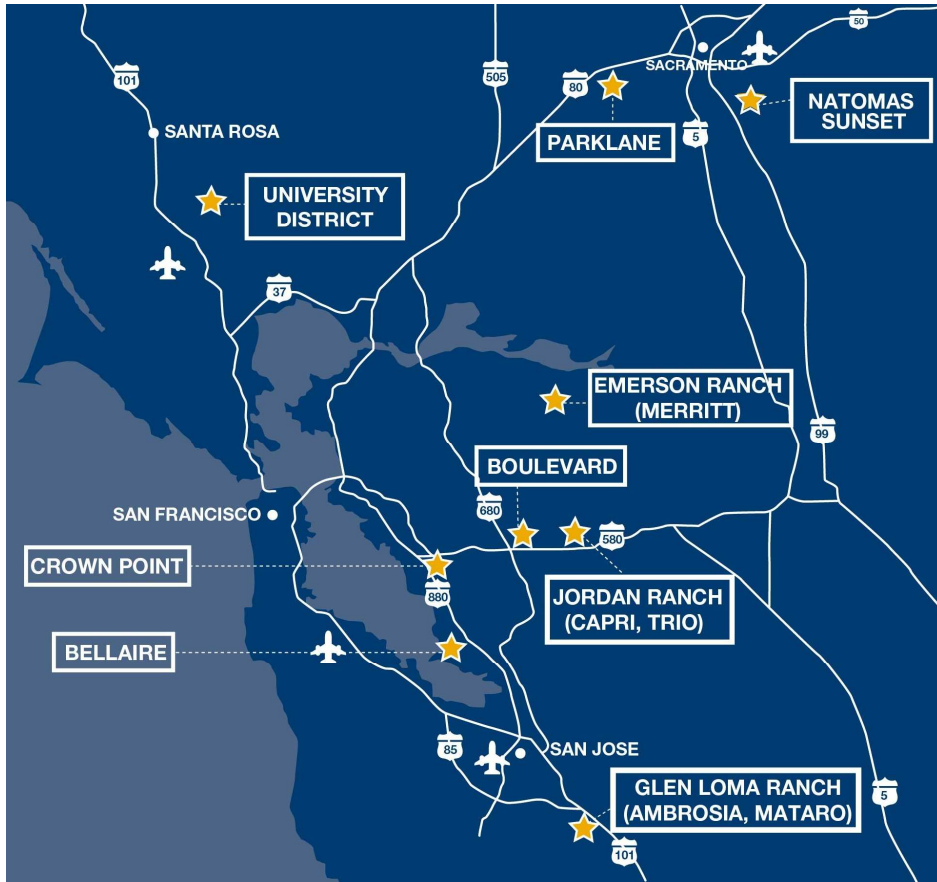 50
SACRAMENTO
101
505
80
NATOMAS
SUNSET
SANTA ROSA
PARKLANE
5
UNIVERSITY
DISTRICT
37
EMERSON RANCH
(MERRITT)
99
BOULEVARD
680
SAN FRANCISCO
580
CROWN POINT
880
JORDAN RANCH
(CAPRI, TRIO)
BELLAIRE
85
SAN JOSE
GLEN LOMA RANCH
(AMBROSIA, MATARO)
5
101